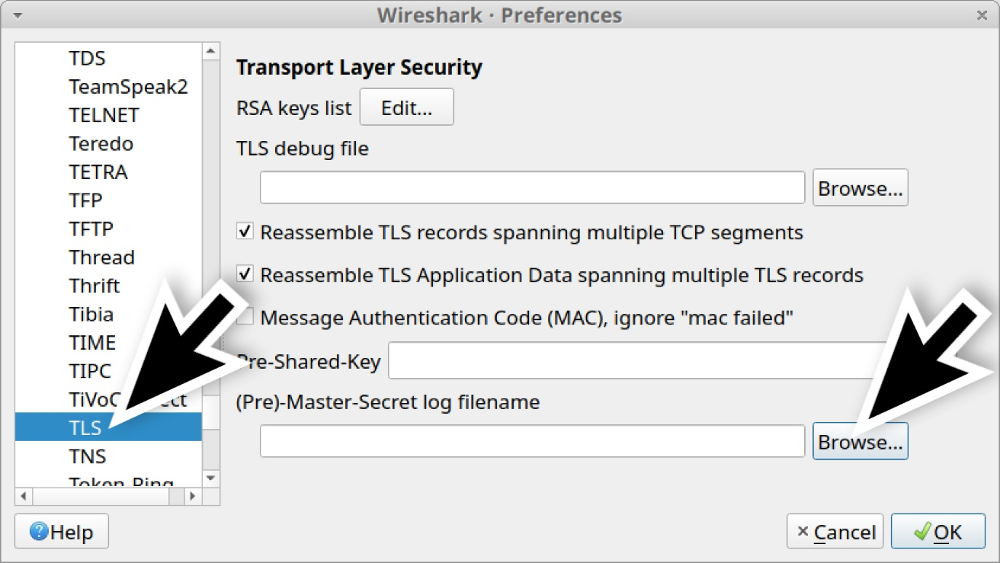 Wireshark · Preferences
TDS
TeamSpeak2
TELNET
Teredo
TETRA
TFP
TFTP
Thread
Thrift
Tibia
TIME
TIPC
TLS
TNS
Token Ring
Transport Layer Security
RSA keys list Edit...
TLS debug file
Browse...
Reassemble TLS records spanning multiple TCP segments
Reassemble TLS Application Data spanning multiple TLS records
Message Authentication Code (MAC), ignore "mac failed"
Pre-Shared-Key
(Pre)-Master-Secret log filename
Browse...
Help
Cancel
OK